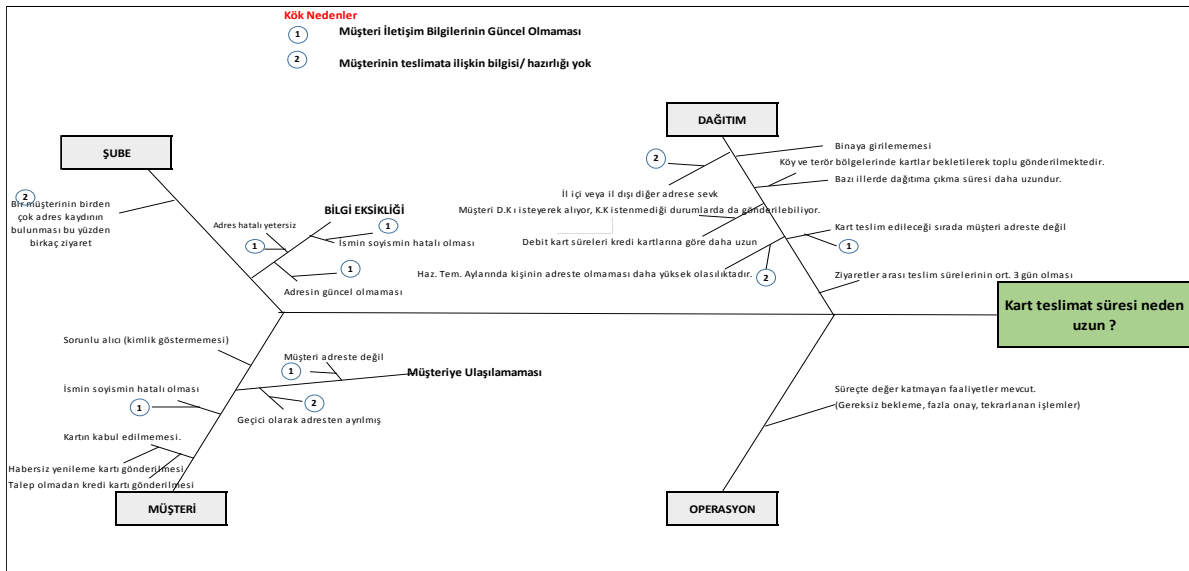 Kök Nedenler
1 Müşteri İletişim Bilgilerinin Güncel Olmaması
2 Müşterinin teslimata ilişkin bilgisi/ hazırlığı yok
ŞUBE
2
Bir müşterinin birden
çok adres kaydının
bulunması bu yüzden
birkaç ziyaret
BİLGİ EKSİKLİĞİ
Adres hatalı yetersiz
1
1
İsmin soyismin hatalı olması
1
Adresin güncel olmaması
DAĞITIM
Binaya girilememesi
2
Köy ve terör bölgelerinde kartlar bekletilerek toplu gönderilmektedir.
Bazı illerde dağıtıma çıkma süresi daha uzundur.
İl içi veya il dışı diğer adrese sevk
Müşteri D.K ı isteyerek alıyor, K.K istenmediği durumlarda da gönderilebiliyor.
Kart teslim edileceği sırada müşteri adreste değil
1
Debit kart süreleri kredi kartlarına göre daha uzun
Haz. Tem. Aylarında kişinin adreste olmaması daha yüksek olasılıktadır.
2
Ziyaretler arası teslim sürelerinin ort. 3 gün olması
Kart teslimat süresi neden
uzun ?
Sorunlu alıcı (kimlik göstermemesi)
Müşteri adreste değil
1
Müşteriye Ulaşılamaması
İsmin soyismin hatalı olması
1
2
Geçici olarak adresten ayrılmış
Kartın kabul edilmemesi.
Habersiz yenileme kartı gönderilmesi
Talep olmadan kredi kartı gönderilmesi
MÜŞTERİ
Süreçte değer katmayan faaliyetler mevcut.
(Gereksiz bekleme, fazla onay, tekrarlanan işlemler)
OPERASYON